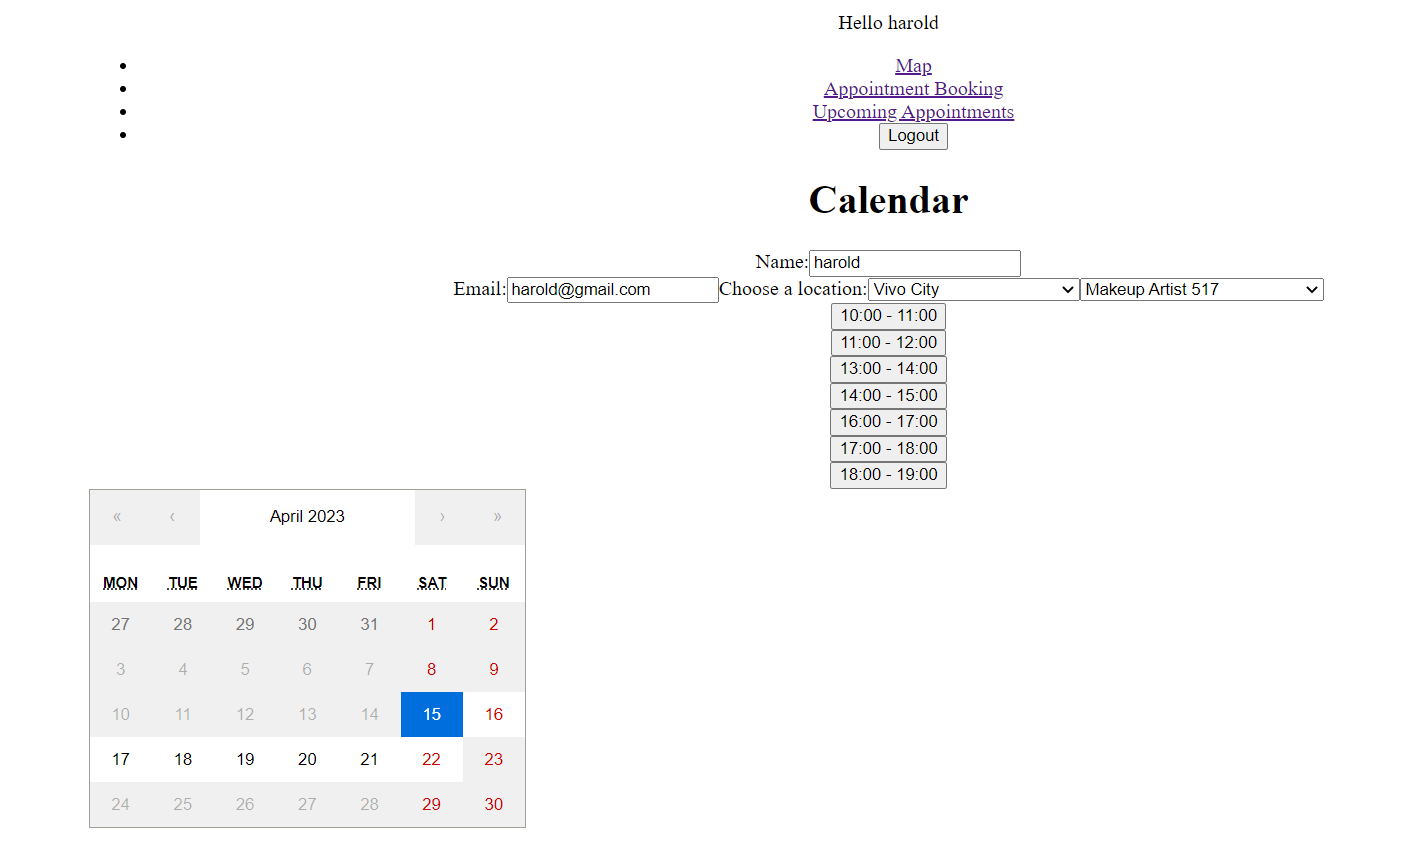 Hello harold
• Map
• Appointment Booking
• Upcoming Appointments
• Logout
Calendar
Name: harold
Email: harold@gmail.com Choose a location: Vivo City Makeup Artist 517
10:00 - 11:00
11:00 - 12:00
13:00 - 14:00
14:00 - 15:00
16:00 - 17:00
17:00 - 18:00
18:00 - 19:00
« ‹ April 2023 › »
MON TUE WED THU FRI SAT SUN
27 28 29 30 31 1 2
3 4 5 6 7 8 9
10 11 12 13 14 15 16
17 18 19 20 21 22 23
24 25 26 27 28 29 30